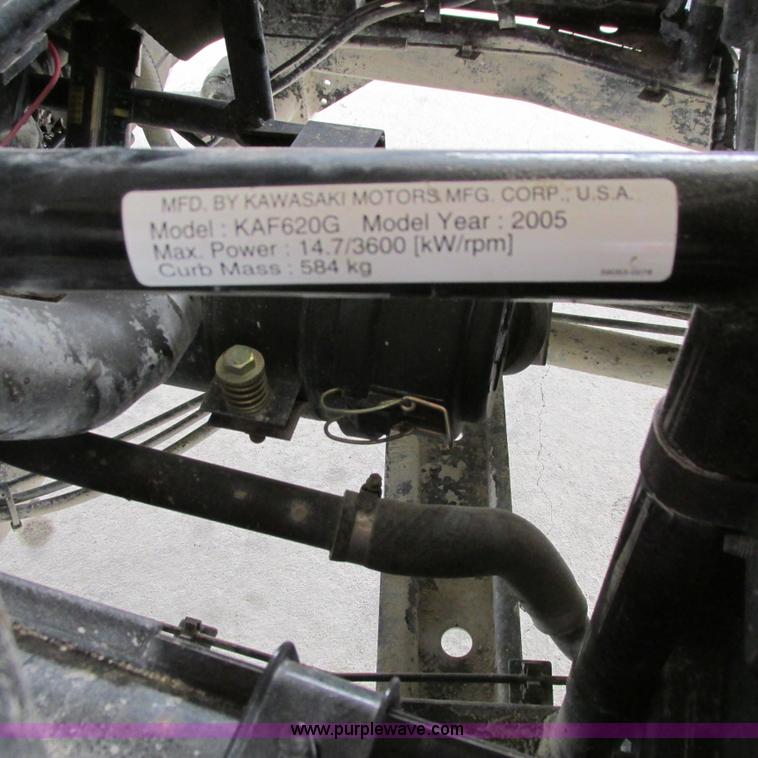 MFD. BY KAWASAKI MOTORS MFG. CORP., U.S.A.
Model : KAF620G Model Year : 2005
Max. Power : 14.7/3600 [kW/rpm]
Curb Mass : 584 kg
www.purplewave.com